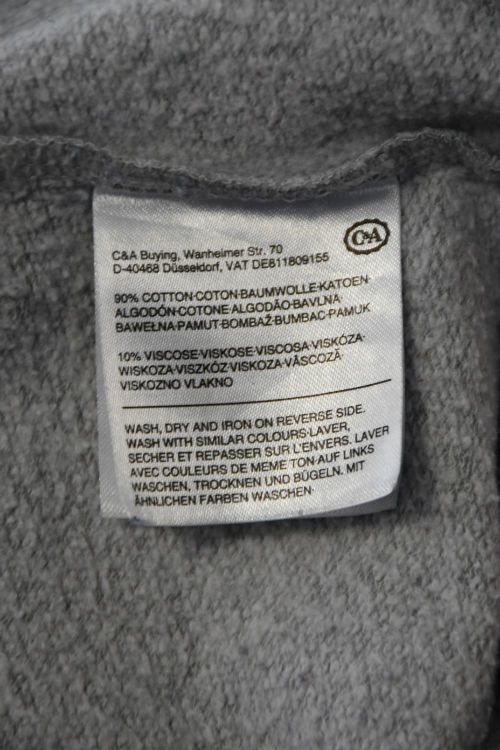 C&A
C&A Buying, Wanheimer Str. 70
D-40468 Düsseldorf, VAT DE811809155
90% COTTON·COTON·BAUMWOLLE·KATOEN·
ALGODÓN·COTONE·ALGODÃO·BAVLNA·
BAWEŁNA·PAMUT·BOMBAŽ·BUMBAC·PAMUK
10% VISCOSE·VISKOSE·VISCOSA·VISKÓZA·
WISKOZA·VISZKÓZ·VISKOZA·VÂSCOZÃ
VISKOZNO VLAKNO
WASH, DRY AND IRON ON REVERSE SIDE.
WASH WITH SIMILAR COLOURS·LAVER,
SECHER ET REPASSER SUR L'ENVERS. LAVER
AVEC COULEURS DE MEME TON·AUF LINKS
WASCHEN, TROCKNEN UND BÜGELN. MIT
ÄHNLICHEN FARBEN WASCHEN·